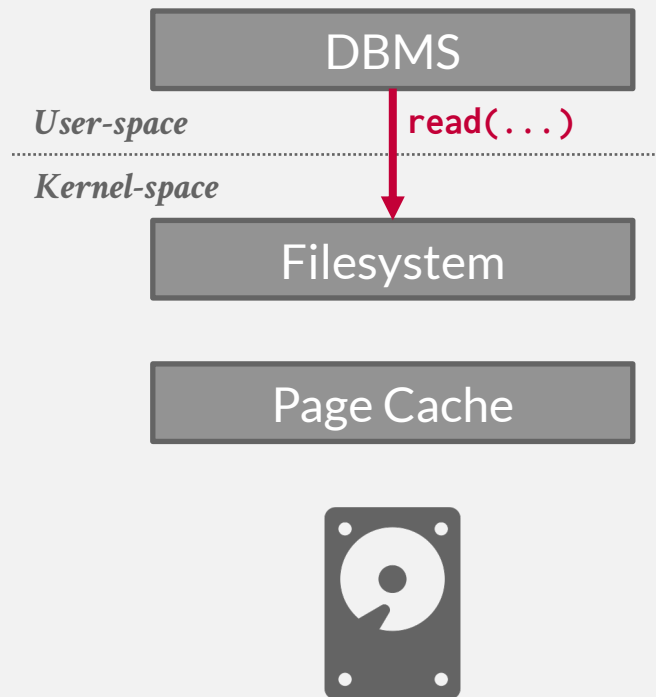 DBMS
User-space
read(...)
Kernel-space
Filesystem
Page Cache